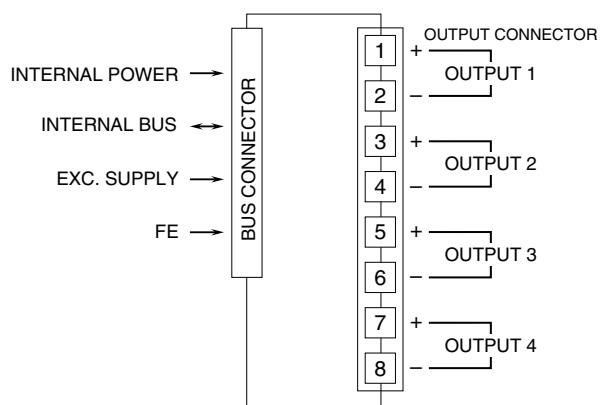 OUTPUT CONNECTOR
INTERNAL POWER
INTERNAL BUS
EXC. SUPPLY
FE
BUS CONNECTOR
1 +
OUTPUT 1
2 –
3 +
OUTPUT 2
4 –
5 +
OUTPUT 3
6 –
7 +
OUTPUT 4
8 –